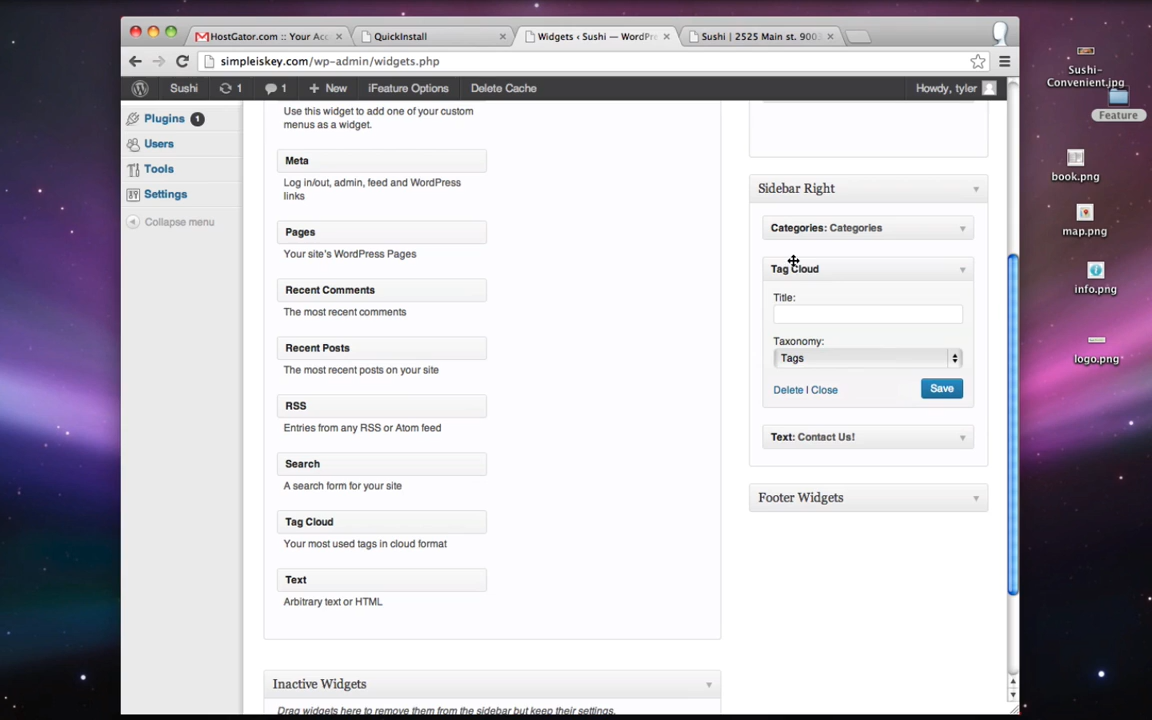 HostGator.com :: Your Acc
QuickInstall
Widgets ‹ Sushi — WordPre
Sushi | 2525 Main st. 9003
simpleiskey.com/wp-admin/widgets.php
Sushi
1
1
+ New
iFeature Options
Delete Cache
Howdy, tyler
Plugins 1
Users
Tools
Settings
Collapse menu
Use this widget to add one of your custom
menus as a widget.
Meta
Log in/out, admin, feed and WordPress
links
Pages
Your site's WordPress Pages
Recent Comments
The most recent comments
Recent Posts
The most recent posts on your site
RSS
Entries from any RSS or Atom feed
Search
A search form for your site
Tag Cloud
Your most used tags in cloud format
Text
Arbitrary text or HTML
Inactive Widgets
Drag widgets here to remove them from the sidebar but keep their settings.
Sidebar Right
Categories: Categories
Tag Cloud
Title:
Taxonomy:
Tags
Delete | Close
Save
Text: Contact Us!
Footer Widgets
Sushi-
Convenient.jpg
Feature
book.png
map.png
info.png
logo.png